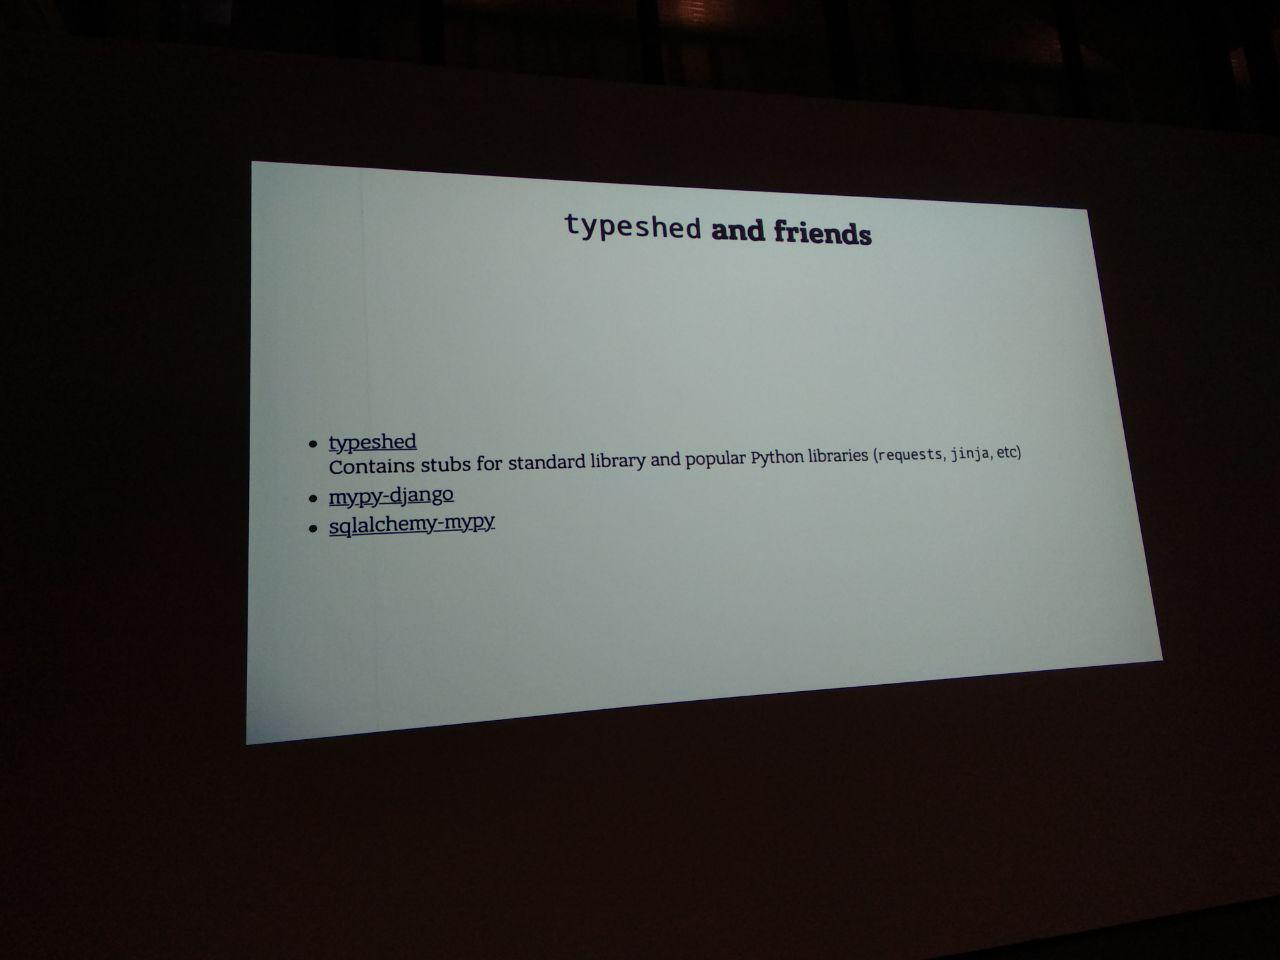 typeshed and friends
typeshed
Contains stubs for standard library and popular Python libraries (requests, jinja, etc)
mypy-django
sqlalchemy-mypy